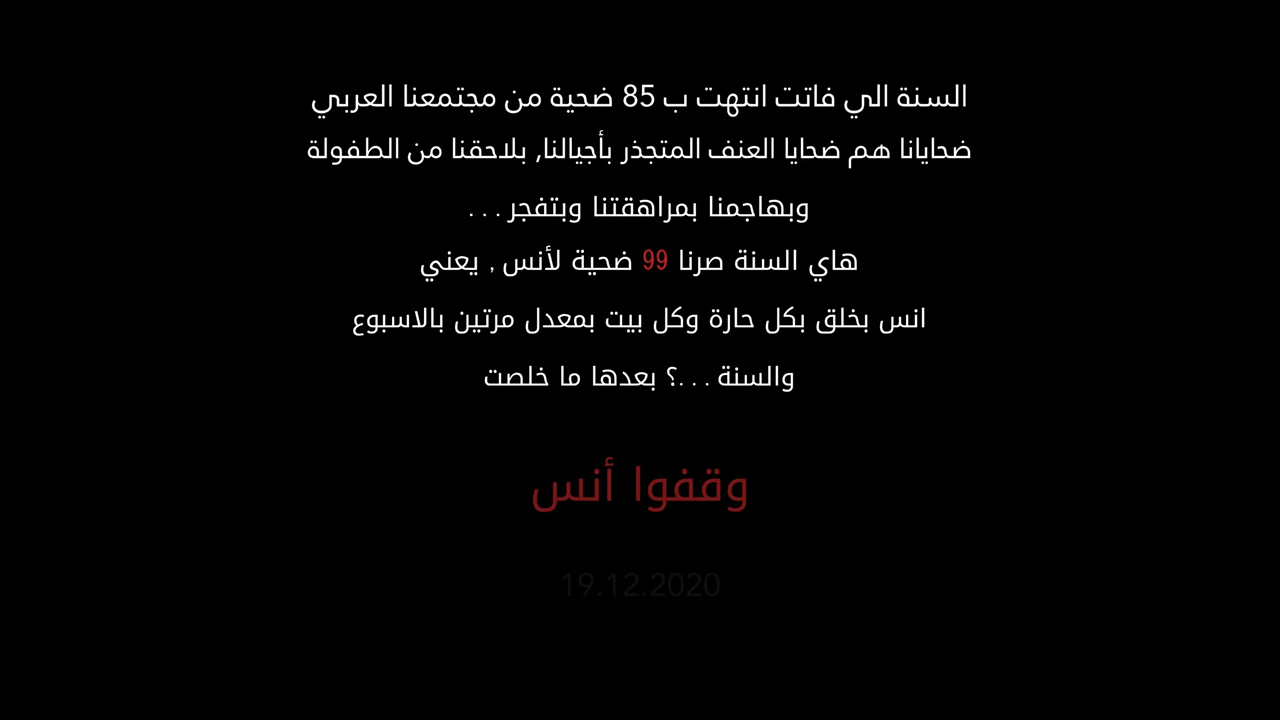 السنة الي فاتت انتهت ب 85 ضحية من مجتمعنا العربي
ضحايانا هم ضحايا العنف المتجذر بأجيالنا, بلاحقنا من الطفولة
وبهاجمنا بمراهقتنا وبتفجر . . .
هاي السنة صرنا 99 ضحية لأنس , يعني
انس بخلق بكل حارة وكل بيت بمعدل مرتين بالاسبوع
والسنة . . .؟ بعدها ما خلصت
وقفوا أنس
19.12.2020